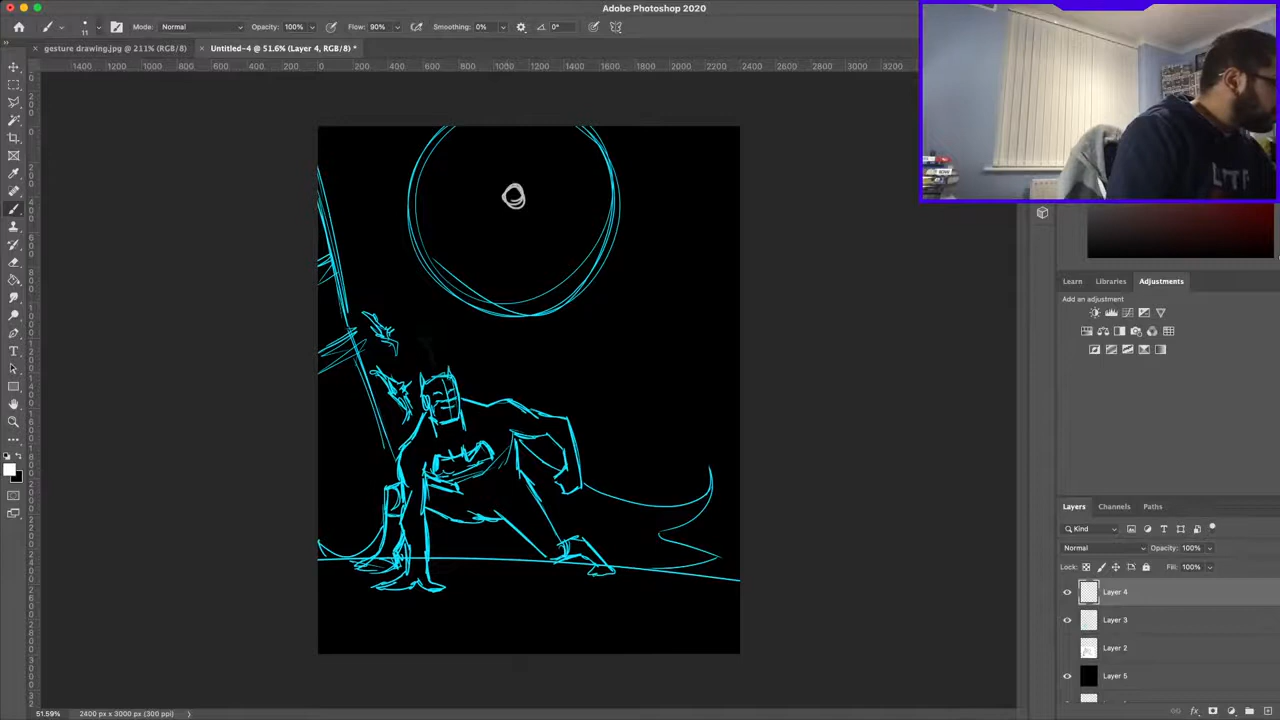 Adobe Photoshop 2020
11 Mode: Normal Opacity: 100% Flow: 90% Smoothing: 0% 0°
gesture drawing.jpg @ 211% (RGB/8) Untitled-4 @ 51.6% (Layer 4, RGB/8) *
1400 1200 1000 800 600 400 200 0 200 400 600 800 1000 1200 1400 1600 1800 2000 2200 2400 2600 2800 3000 3200
Learn Libraries Adjustments
Add an adjustment
Layers Channels Paths
Kind
Normal Opacity: 100%
Lock: Fill: 100%
Layer 4
Layer 3
Layer 2
Layer 5
51.59% 2400 px x 3000 px (300 ppi)